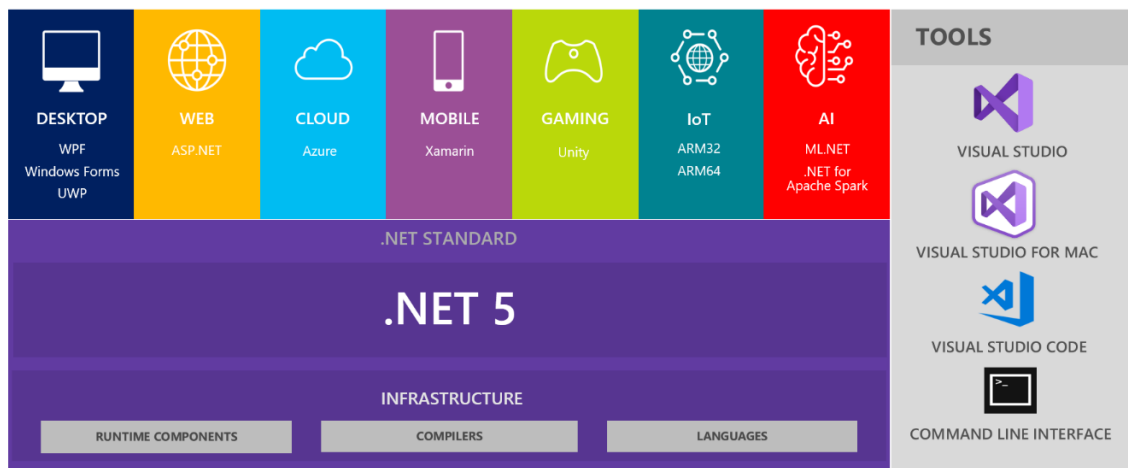 DESKTOP
WPF
Windows Forms
UWP
WEB
ASP.NET
CLOUD
Azure
MOBILE
Xamarin
GAMING
Unity
IoT
ARM32
ARM64
AI
ML.NET
.NET for
Apache Spark
.NET STANDARD
.NET 5
INFRASTRUCTURE
RUNTIME COMPONENTS
COMPILERS
LANGUAGES
TOOLS
VISUAL STUDIO
VISUAL STUDIO FOR MAC
VISUAL STUDIO CODE
>_
COMMAND LINE INTERFACE